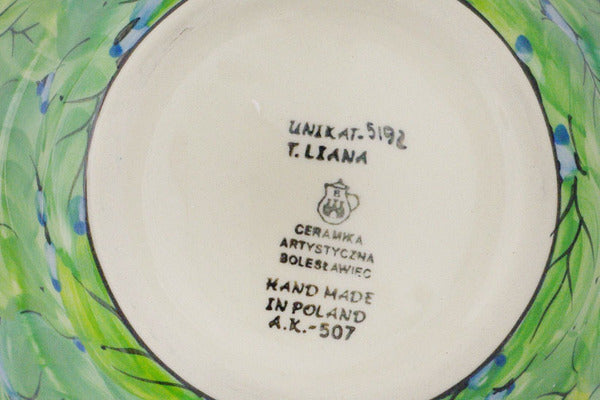 UNIKAT-5192
T. LIANA
B
CERAMIKA
ARTYSTYCZNA
BOLESŁAWIEC
HAND MADE
IN POLAND
A.K.-507